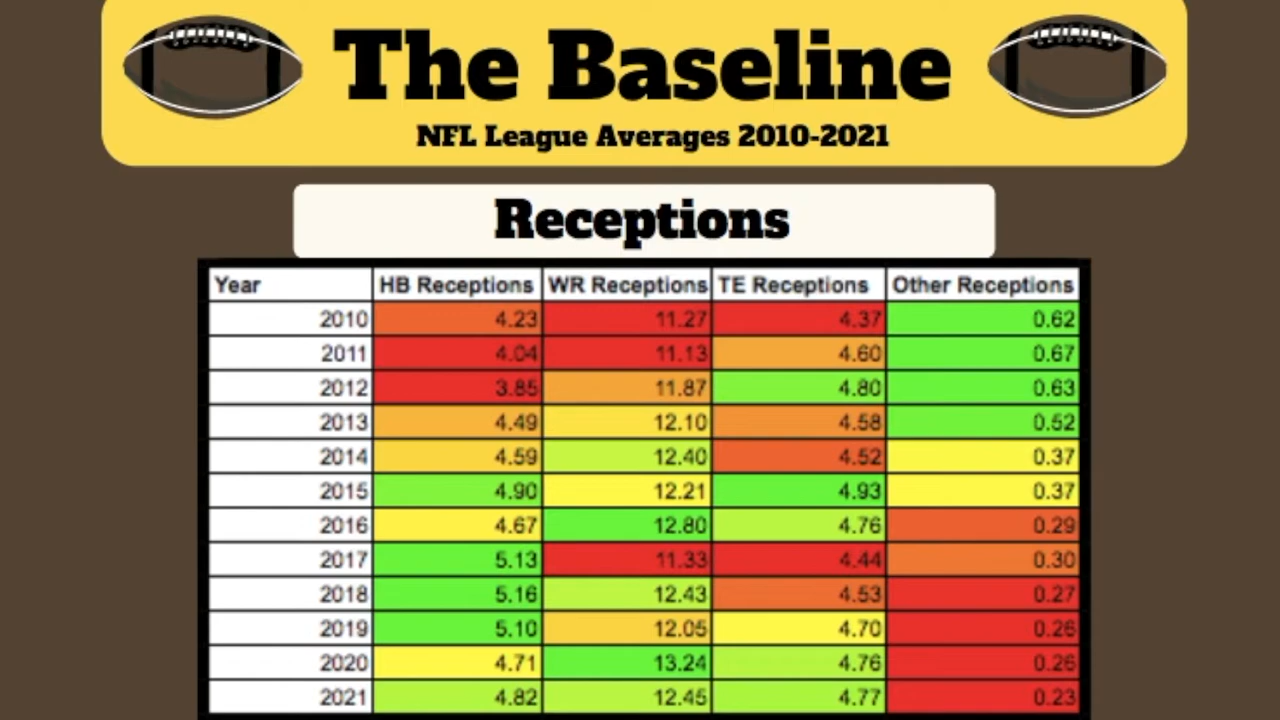 The Baseline
NFL League Averages 2010-2021
Receptions
Year HB Receptions WR Receptions TE Receptions Other Receptions
2010 4.23 11.27 4.37 0.62
2011 4.04 11.13 4.60 0.67
2012 3.85 11.87 4.80 0.63
2013 4.49 12.10 4.58 0.52
2014 4.59 12.40 4.52 0.37
2015 4.90 12.21 4.93 0.37
2016 4.67 12.80 4.76 0.29
2017 5.13 11.33 4.44 0.30
2018 5.16 12.43 4.53 0.27
2019 5.10 12.05 4.70 0.26
2020 4.71 13.24 4.76 0.26
2021 4.82 12.45 4.77 0.23